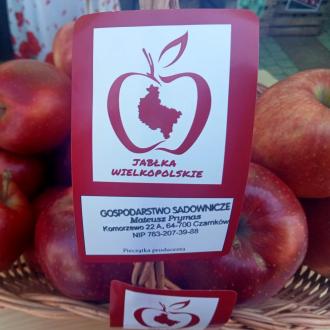 JABŁKA
WIELKOPOLSKIE
GOSPODARSTWO SADOWNICZE
Mateusz Prymas
Komorzewo 22 A, 64-700 Czarnków
NIP 763-207-39-88
Pieczątka producenta